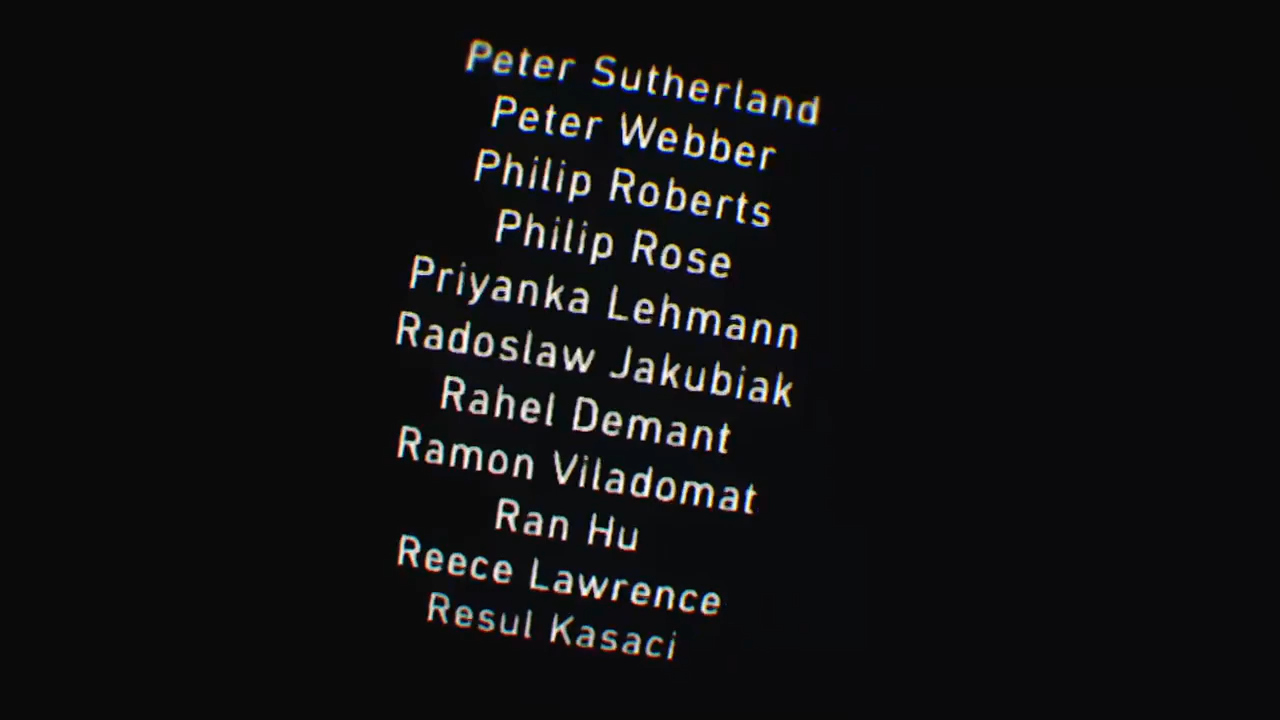 Peter Sutherland
Peter Webber
Philip Roberts
Philip Rose
Priyanka Lehmann
Radoslaw Jakubiak
Rahel Demant
Ramon Viladomat
Ran Hu
Reece Lawrence
Resul Kasaci